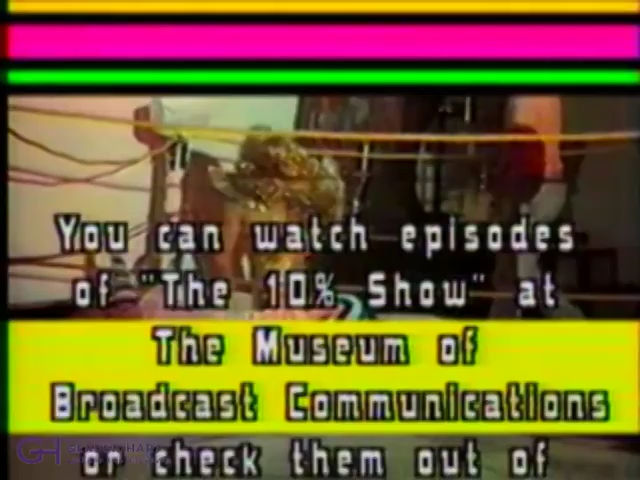 You can watch episodes
of "The 10% Show" at
The Museum of
Broadcast Communications
or check them out of
GH